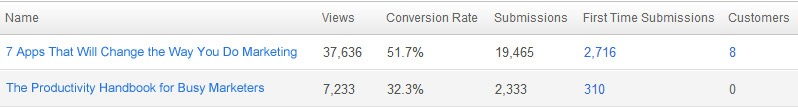 Name Views Conversion Rate Submissions First Time Submissions Customers
7 Apps That Will Change the Way You Do Marketing 37,636 51.7% 19,465 2,716 8
The Productivity Handbook for Busy Marketers 7,233 32.3% 2,333 310 0